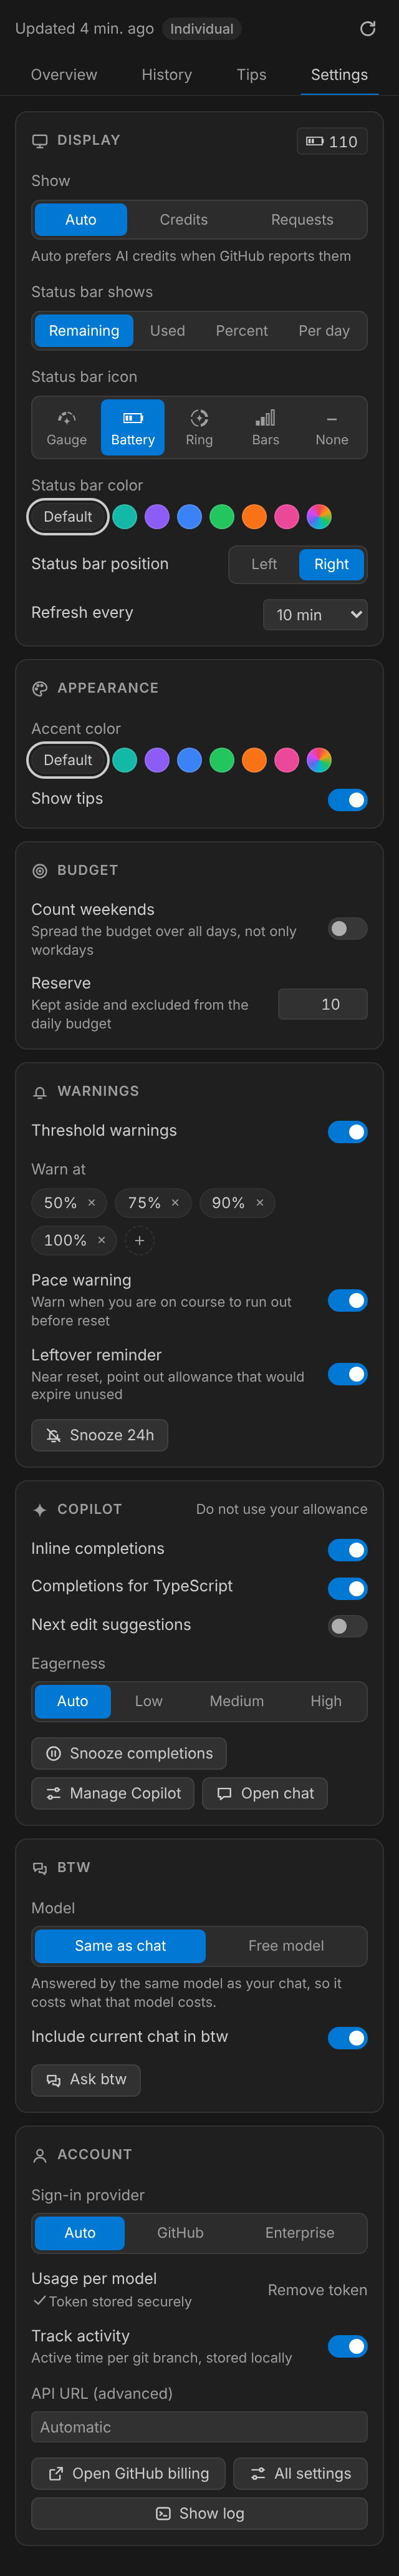 Updated 4 min. ago Individual
Overview History Tips Settings
DISPLAY 110
Show
Auto Credits Requests
Auto prefers AI credits when GitHub reports them
Status bar shows
Remaining Used Percent Per day
Status bar icon
Gauge Battery Ring Bars None
Status bar color
Default
Status bar position Left Right
Refresh every 10 min
APPEARANCE
Accent color
Default
Show tips
BUDGET
Count weekends
Spread the budget over all days, not only
workdays
Reserve
Kept aside and excluded from the
daily budget
10
WARNINGS
Threshold warnings
Warn at
50% × 75% × 90% ×
100% × +
Pace warning
Warn when you are on course to run out
before reset
Leftover reminder
Near reset, point out allowance that would
expire unused
Snooze 24h
COPILOT Do not use your allowance
Inline completions
Completions for TypeScript
Next edit suggestions
Eagerness
Auto Low Medium High
Snooze completions
Manage Copilot Open chat
BTW
Model
Same as chat Free model
Answered by the same model as your chat, so it
costs what that model costs.
Include current chat in btw
Ask btw
ACCOUNT
Sign-in provider
Auto GitHub Enterprise
Usage per model
✓Token stored securely
Remove token
Track activity
Active time per git branch, stored locally
API URL (advanced)
Automatic
Open GitHub billing All settings
Show log